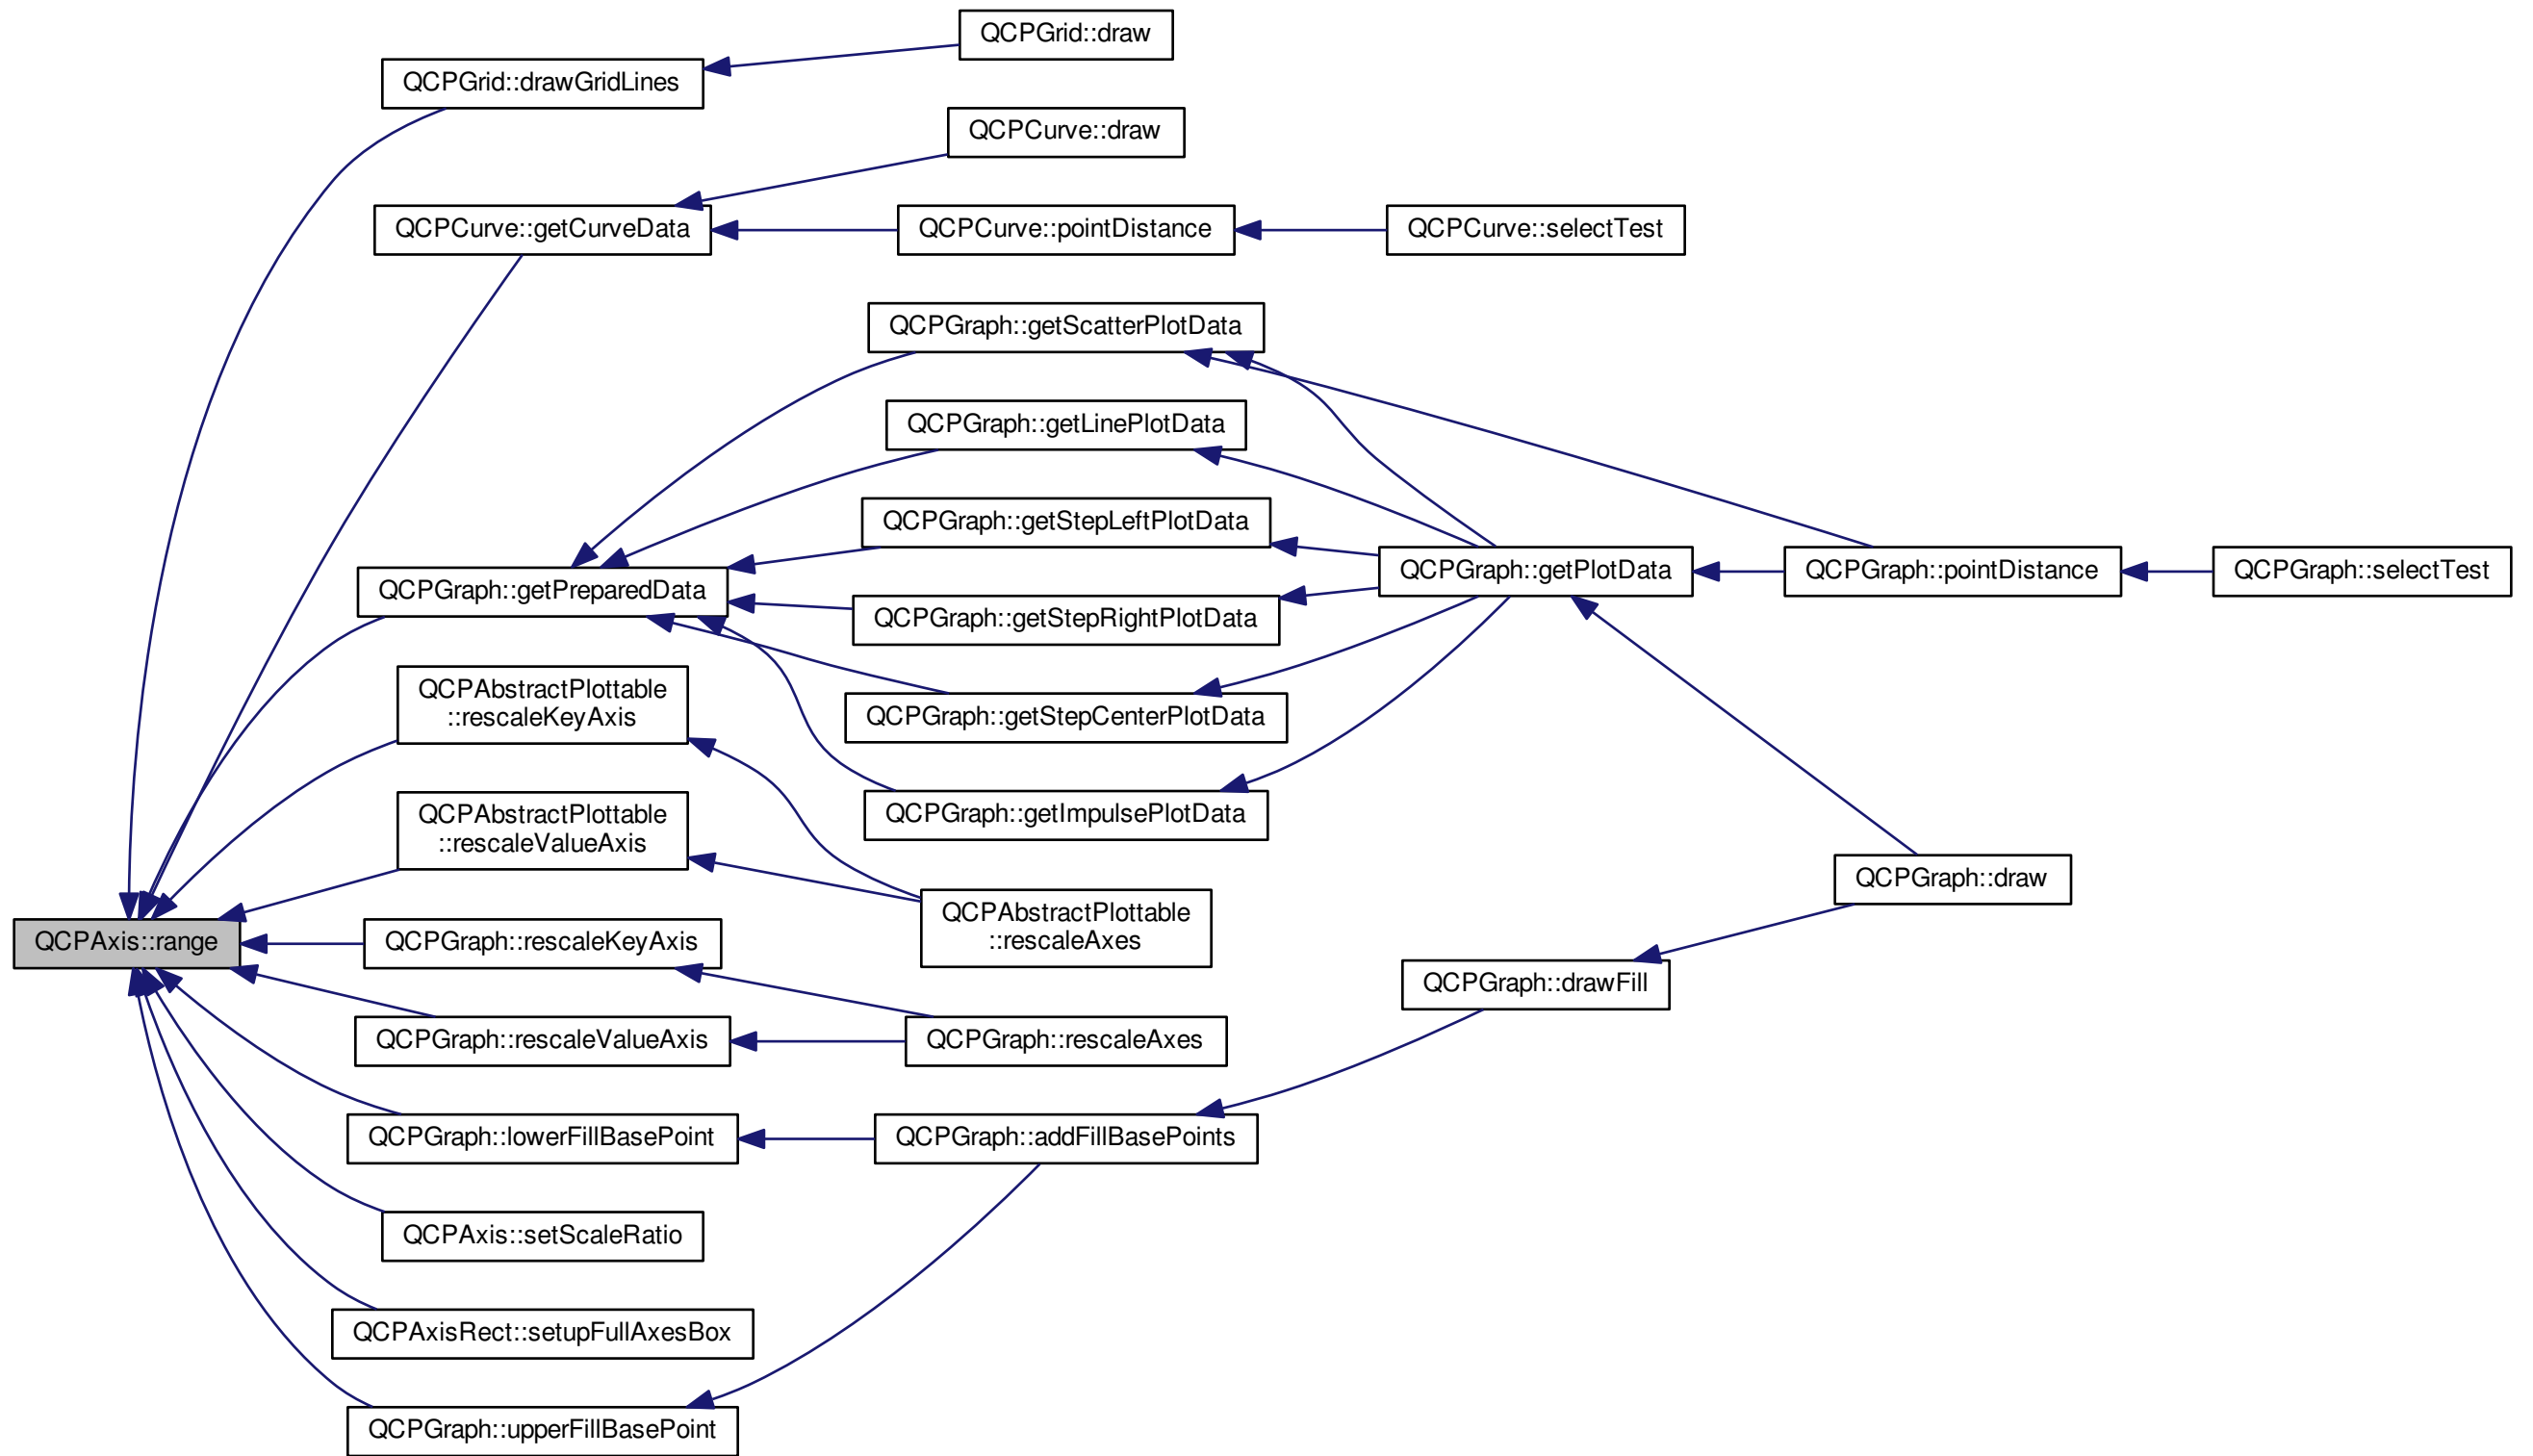 QCPGrid::draw
QCPGrid::drawGridLines
QCPCurve::draw
QCPCurve::getCurveData
QCPCurve::pointDistance
QCPCurve::selectTest
QCPGraph::getScatterPlotData
QCPGraph::getLinePlotData
QCPGraph::getStepLeftPlotData
QCPGraph::getPreparedData
QCPGraph::getPlotData
QCPGraph::pointDistance
QCPGraph::selectTest
QCPGraph::getStepRightPlotData
QCPAbstractPlottable
::rescaleKeyAxis
QCPGraph::getStepCenterPlotData
QCPAbstractPlottable
::rescaleValueAxis
QCPGraph::getImpulsePlotData
QCPGraph::draw
QCPAxis::range
QCPGraph::rescaleKeyAxis
QCPAbstractPlottable
::rescaleAxes
QCPGraph::drawFill
QCPGraph::rescaleValueAxis
QCPGraph::rescaleAxes
QCPGraph::lowerFillBasePoint
QCPGraph::addFillBasePoints
QCPAxis::setScaleRatio
QCPAxisRect::setupFullAxesBox
QCPGraph::upperFillBasePoint